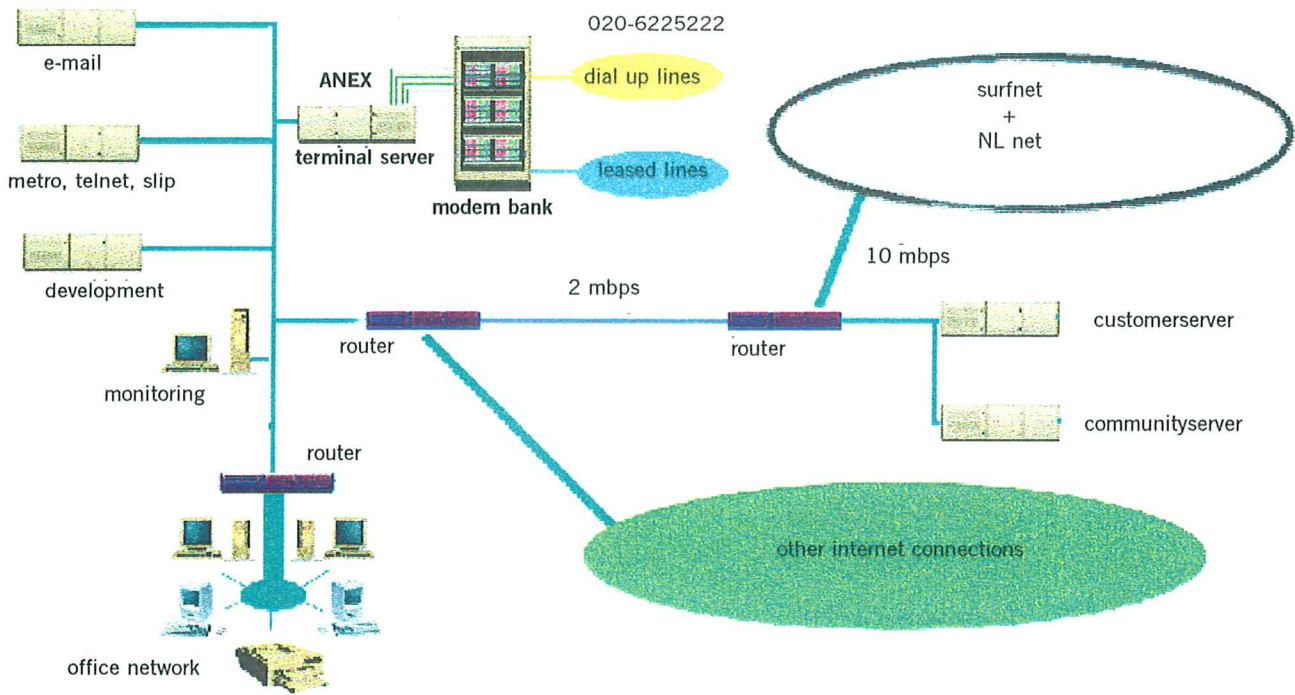 020-6225222
e-mail
ANEX
dial up lines
surfnet
+
NL net
terminal server
metro, telnet, slip
leased lines
modem bank
10 mbps
development
2 mbps
router
router
customerserver
monitoring
communityserver
router
other internet connections
office network